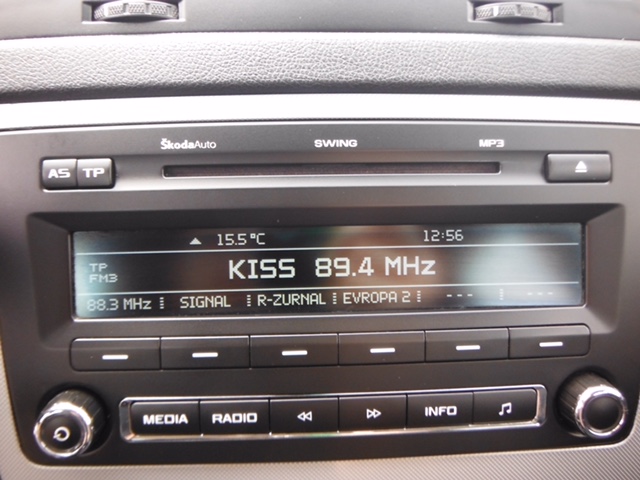 ŠkodaAuto SWING MP3
AS TP
15.5°C 12:56
TP
FM3
KISS 89.4 MHz
88.3 MHz SIGNAL R-ZURNAL EVROPA 2 --- ---
MEDIA RADIO INFO